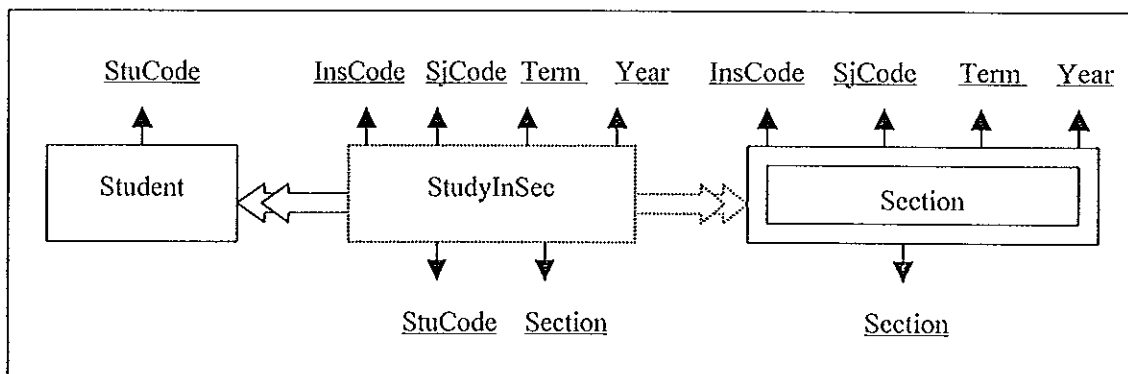 StuCode InsCode SjCode Term Year InsCode SjCode Term Year
Student StudyInSec Section
StuCode Section Section